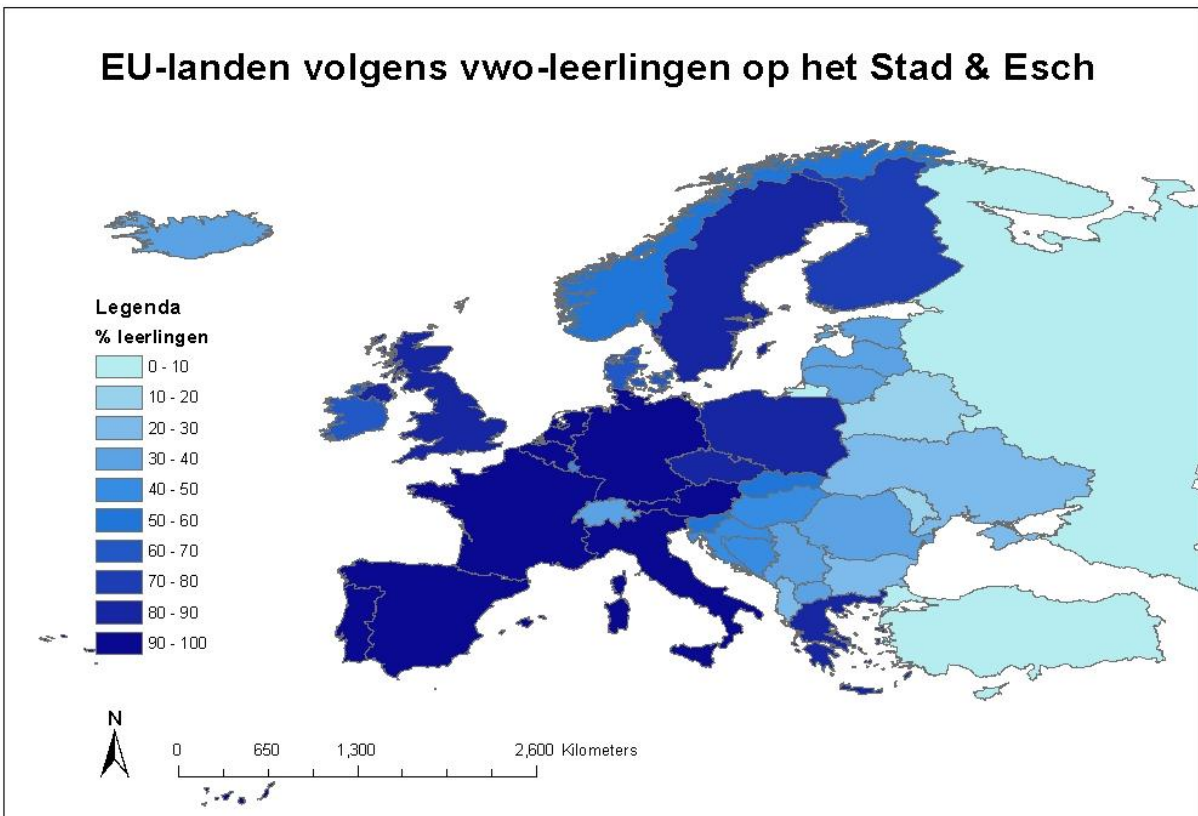 EU-landen volgens vwo-leerlingen op het Stad & Esch
Legenda
% leerlingen
0 - 10
10 - 20
20 - 30
30 - 40
40 - 50
50 - 60
60 - 70
70 - 80
80 - 90
90 - 100
N
0 650 1,300 2,600 Kilometers